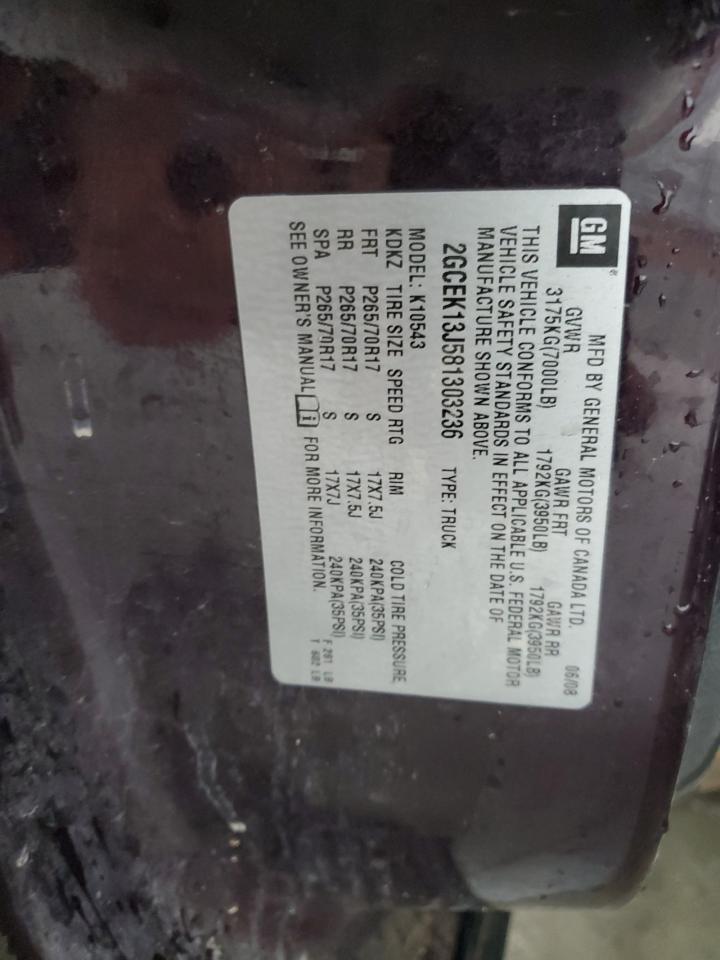 GM®
MFD BY GENERAL MOTORS OF CANADA LTD. 06/08
GVWR GAWR FRT GAWR RR
3175KG(7000LB) 1792KG(3950LB) 1792KG(3950LB)
THIS VEHICLE CONFORMS TO ALL APPLICABLE U.S. FEDERAL MOTOR
VEHICLE SAFETY STANDARDS IN EFFECT ON THE DATE OF
MANUFACTURE SHOWN ABOVE.
2GCEK13J581303236 TYPE: TRUCK
MODEL: K10543
KDKZ TIRE SIZE SPEED RTG RIM COLD TIRE PRESSURE
FRT P265/70R17 S 17X7.5J 240KPA(35PSI)
RR P265/70R17 S 17X7.5J 240KPA(35PSI)
SPA P265/70R17 S 17X7J 240KPA(35PSI)
SEE OWNER'S MANUAL i FOR MORE INFORMATION.
F 281 LB
T 682 LB